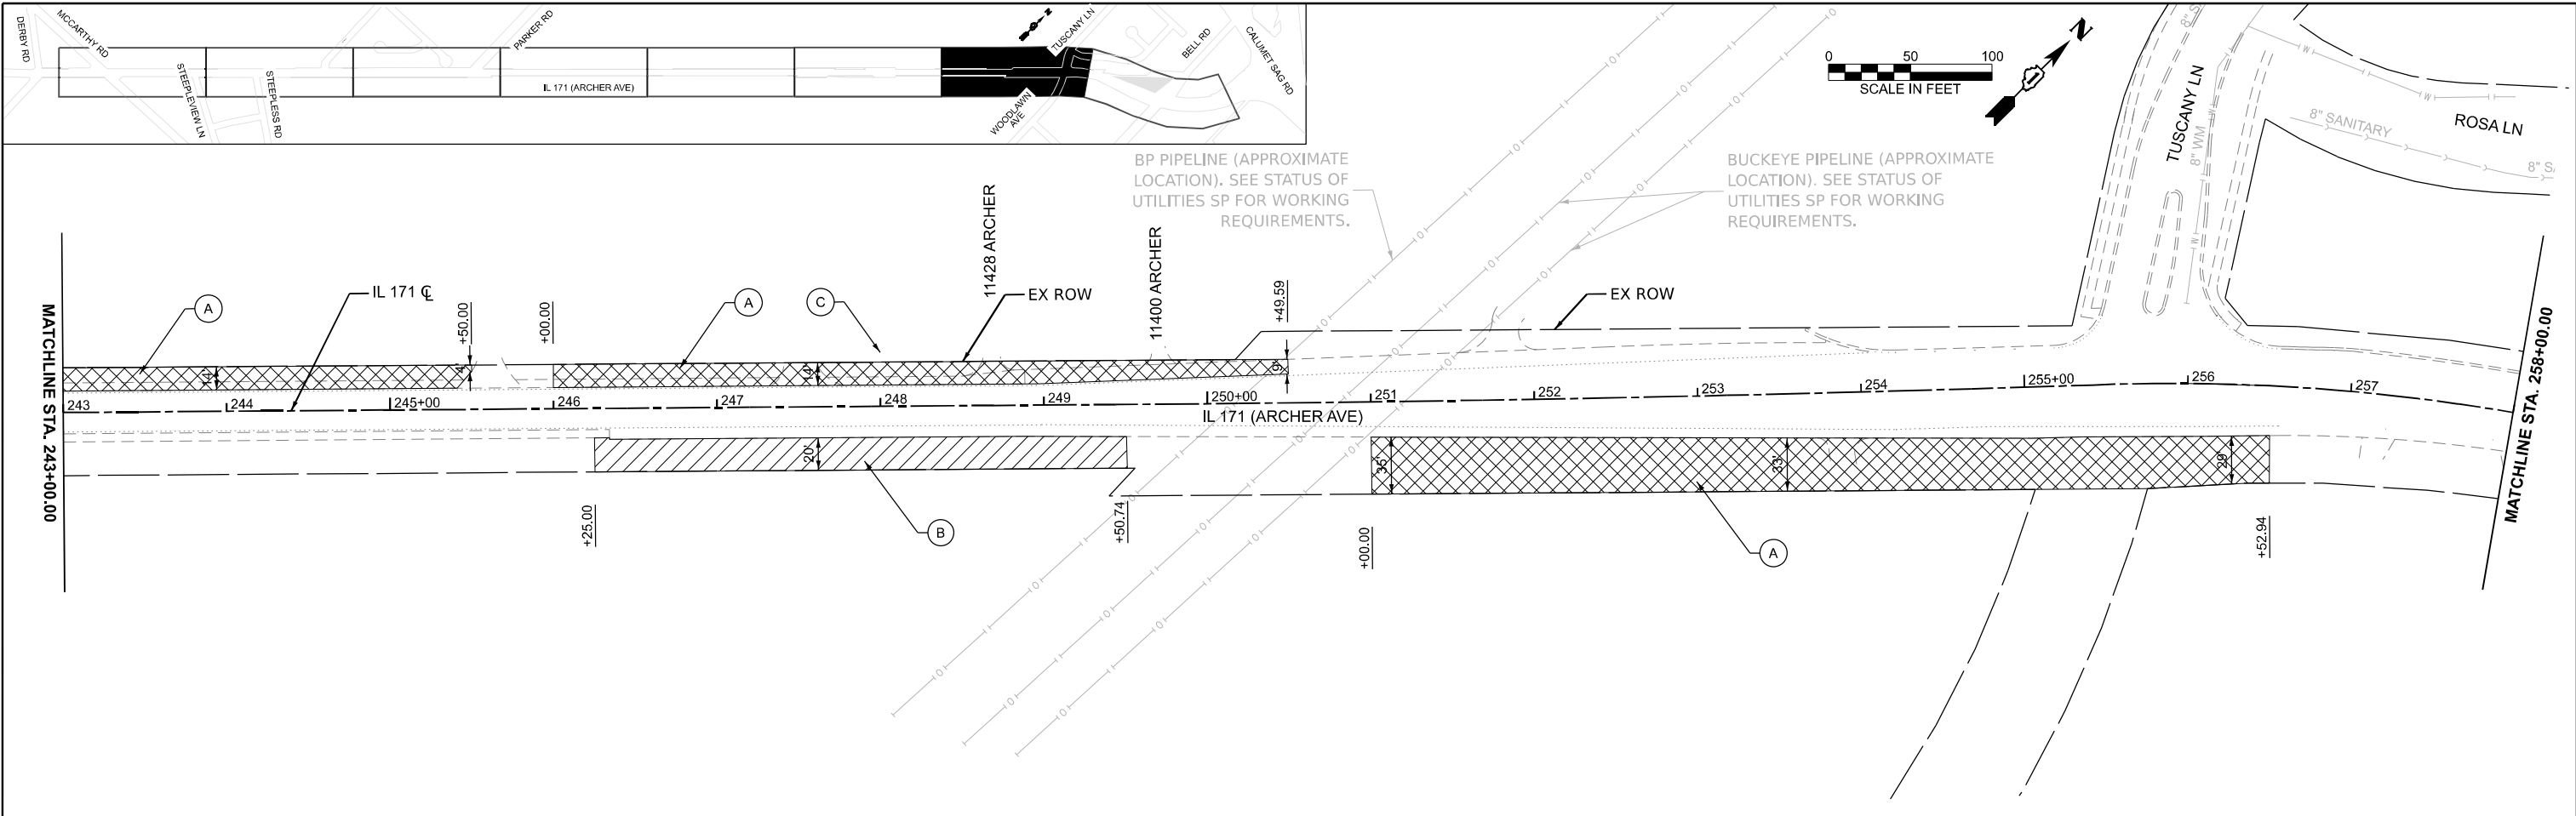 DERBY RD
MCCARTHY RD
STEEPLEVIEW LN
STEEPLESS RD
PARKER RD
IL 171 (ARCHER AVE)
TUSCANY LN
WOODLAWN
AVE
BELL RD
CALUMET SAG RD
0 50 100
SCALE IN FEET
N
TUSCANY LN
8" WM
8" SANITARY
ROSA LN
8" S
BP PIPELINE (APPROXIMATE
LOCATION). SEE STATUS OF
UTILITIES SP FOR WORKING
REQUIREMENTS.
BUCKEYE PIPELINE (APPROXIMATE
LOCATION). SEE STATUS OF
UTILITIES SP FOR WORKING
REQUIREMENTS.
MATCHLINE STA. 243+00.00
A
IL 171 ℄
+50.00
+00.00
A
C
11428 ARCHER
EX ROW
11400 ARCHER
+49.59
EX ROW
14'
4'
14'
9'
243 244 245+00 246 247 248 249 250+00 251 252 253 254 255+00 256 257
IL 171 (ARCHER AVE)
20'
35'
33'
29'
+25.00
B
+50.74
+00.00
A
+52.94
MATCHLINE STA. 258+00.00